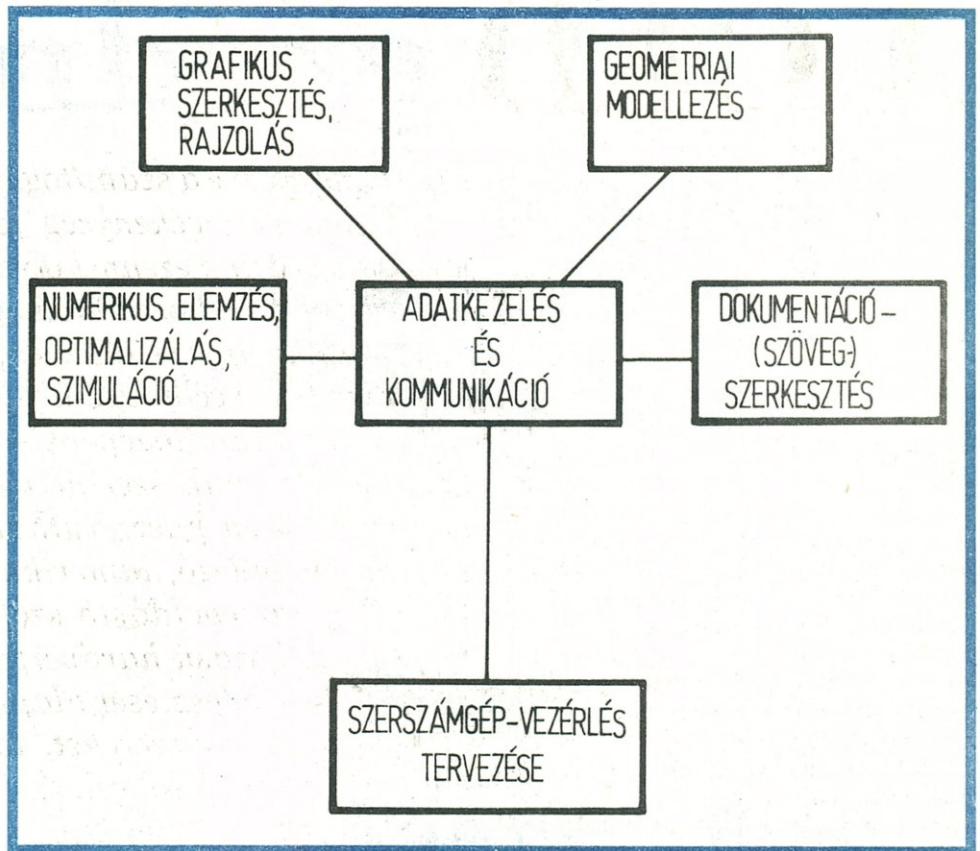 GRAFIKUS
SZERKESZTÉS,
RAJZOLÁS
GEOMETRIAI
MODELLEZÉS
NUMERIKUS ELEMZÉS,
OPTIMALIZÁLÁS,
SZIMULÁCIÓ
ADATKEZELÉS
ÉS
KOMMUNIKÁCIÓ
DOKUMENTÁCIÓ–
(SZÖVEG-)
SZERKESZTÉS
SZERSZÁMGÉP-VEZÉRLÉS
TERVEZÉSE